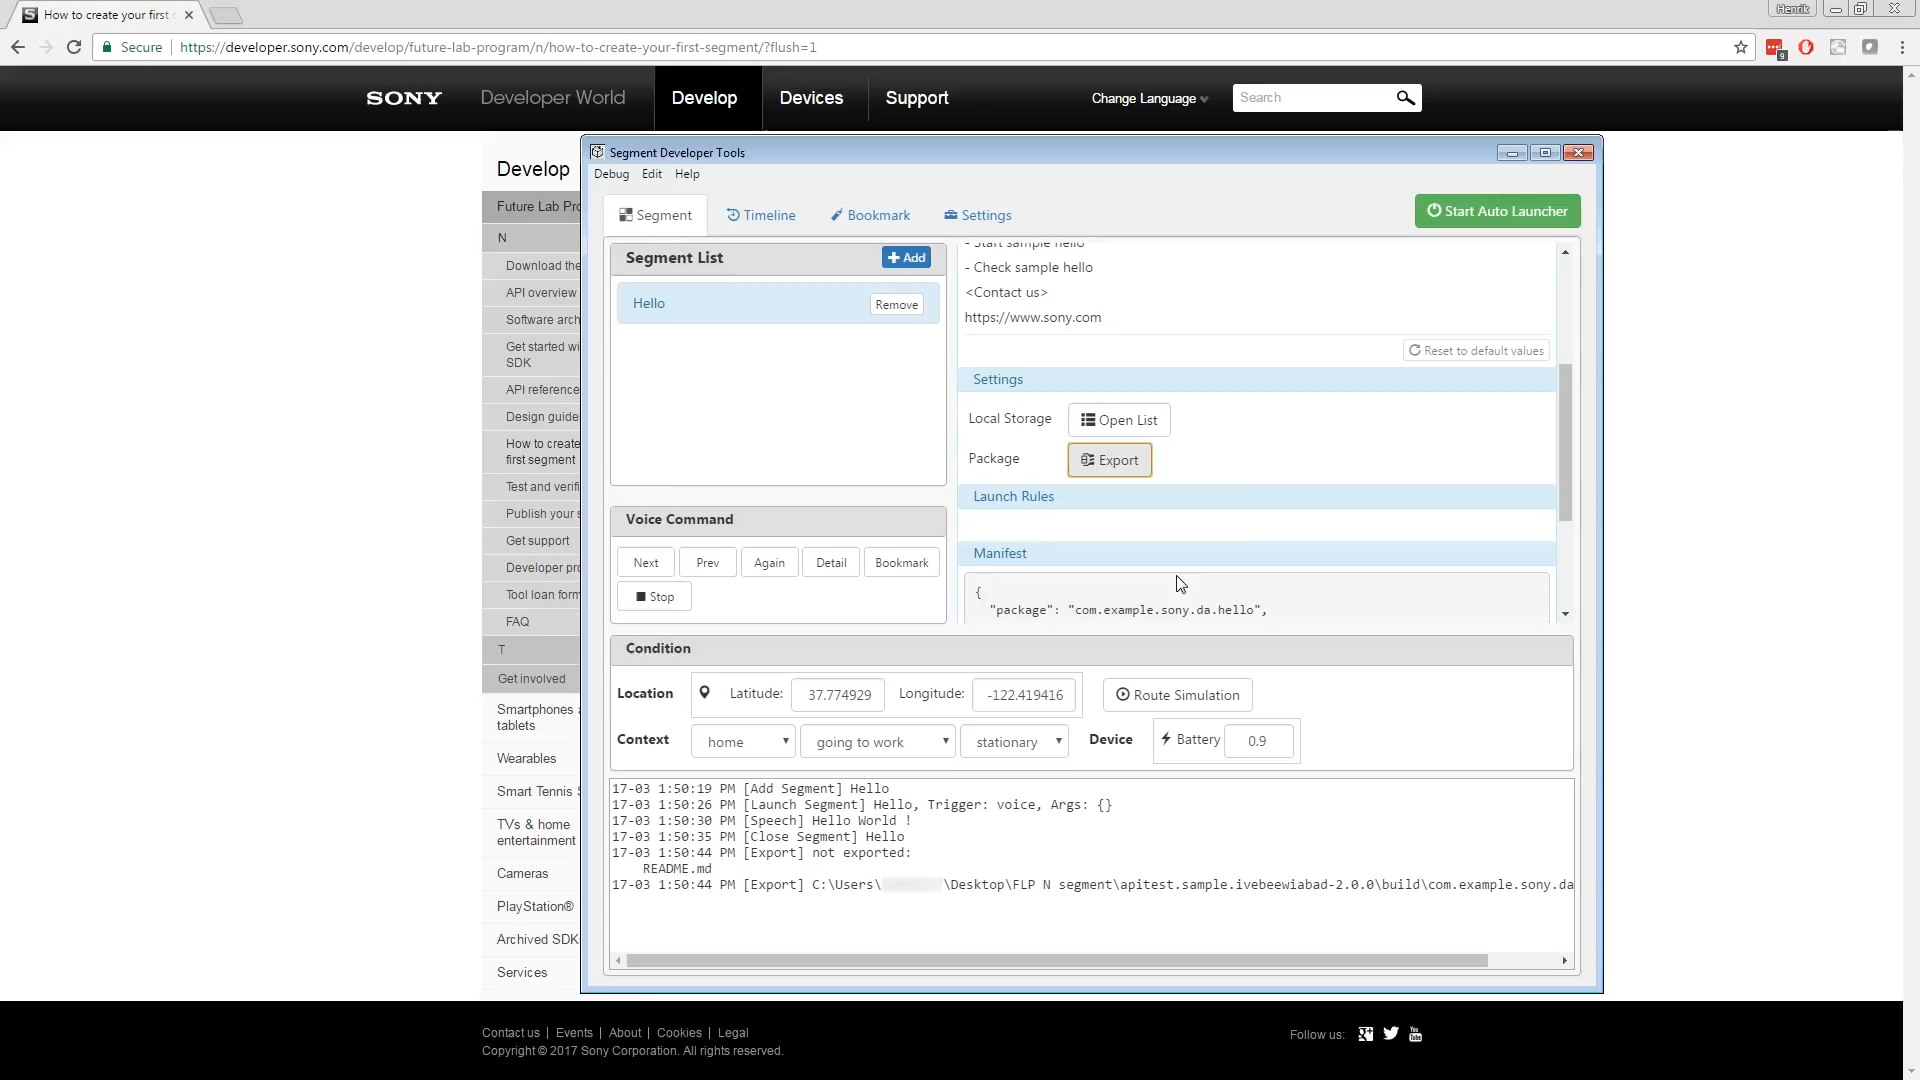 How to create your first
Henrik
Secure
https://developer.sony.com/develop/future-lab-program/n/how-to-create-your-first-segment/?flush=1
9
SONY
Developer World
Develop
Devices
Support
Change Language
Search
Develop
Future Lab Pro
N
Download the
API overview
Software arch
Get started wi
SDK
API reference
Design guide
How to create
first segment
Test and verifi
Publish your s
Get support
Developer pro
Tool loan form
FAQ
T
Get involved
Smartphones a
tablets
Wearables
Smart Tennis S
TVs & home
entertainment
Cameras
PlayStation®
Archived SDK
Services
Segment Developer Tools
Debug Edit Help
Segment
Timeline
Bookmark
Settings
Start Auto Launcher
Segment List
Add
Hello
Remove
Voice Command
Next
Prev
Again
Detail
Bookmark
Stop
- Start sample hello
- Check sample hello
<Contact us>
https://www.sony.com
Reset to default values
Settings
Local Storage
Open List
Package
Export
Launch Rules
Manifest
{
"package": "com.example.sony.da.hello",
Condition
Location
Latitude: 37.774929
Longitude: -122.419416
Route Simulation
Context
home
going to work
stationary
Device
Battery 0.9
17-03 1:50:19 PM [Add Segment] Hello
17-03 1:50:26 PM [Launch Segment] Hello, Trigger: voice, Args: {}
17-03 1:50:30 PM [Speech] Hello World !
17-03 1:50:35 PM [Close Segment] Hello
17-03 1:50:44 PM [Export] not exported:
README.md
17-03 1:50:44 PM [Export] C:\Users\ \Desktop\FLP N segment\apitest.sample.ivebeewiabad-2.0.0\build\com.example.sony.da
Contact us | Events | About | Cookies | Legal
Copyright © 2017 Sony Corporation. All rights reserved.
Follow us:
You
Tube